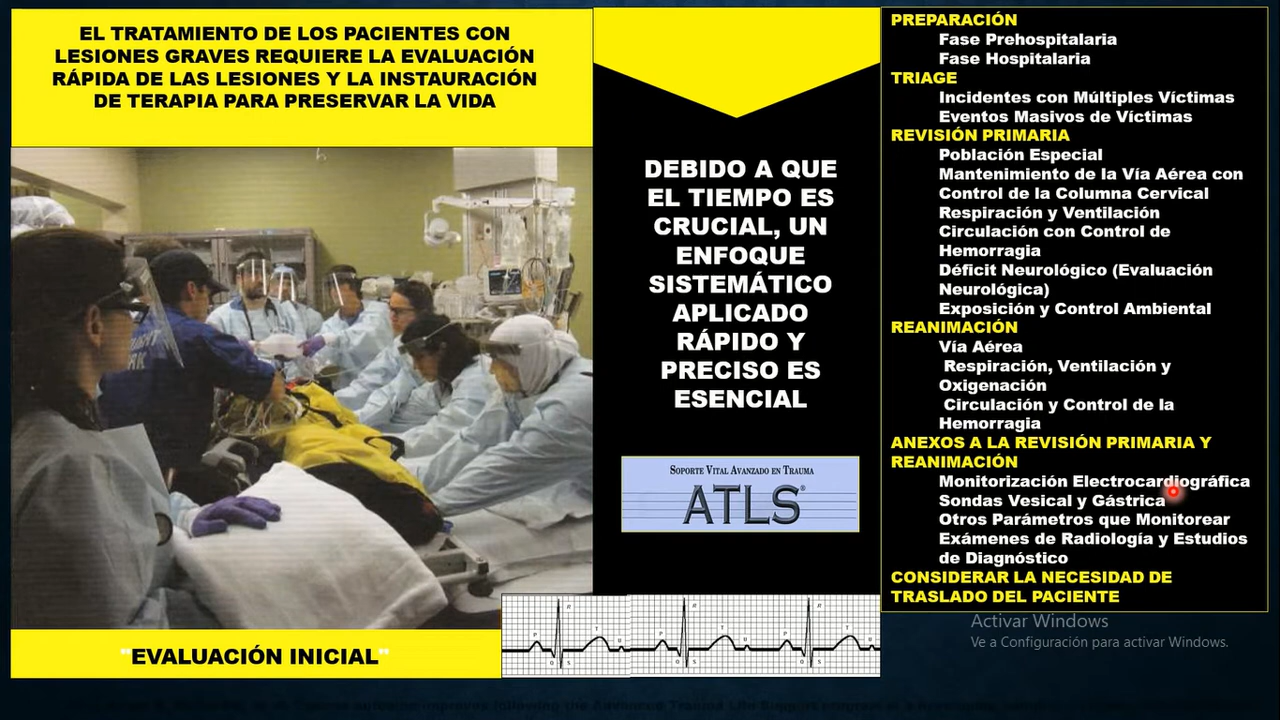 EL TRATAMIENTO DE LOS PACIENTES CON
LESIONES GRAVES REQUIERE LA EVALUACIÓN
RÁPIDA DE LAS LESIONES Y LA INSTAURACIÓN
DE TERAPIA PARA PRESERVAR LA VIDA
"EVALUACIÓN INICIAL"
DEBIDO A QUE
EL TIEMPO ES
CRUCIAL, UN
ENFOQUE
SISTEMÁTICO
APLICADO
RÁPIDO Y
PRECISO ES
ESENCIAL
SOPORTE VITAL AVANZADO EN TRAUMA
ATLS®
P R T U Q S
P R T U Q S
P R T U Q S
PREPARACIÓN
Fase Prehospitalaria
Fase Hospitalaria
TRIAGE
Incidentes con Múltiples Víctimas
Eventos Masivos de Víctimas
REVISIÓN PRIMARIA
Población Especial
Mantenimiento de la Vía Aérea con
Control de la Columna Cervical
Respiración y Ventilación
Circulación con Control de
Hemorragia
Déficit Neurológico (Evaluación
Neurológica)
Exposición y Control Ambiental
REANIMACIÓN
Vía Aérea
Respiración, Ventilación y
Oxigenación
Circulación y Control de la
Hemorragia
ANEXOS A LA REVISIÓN PRIMARIA Y
REANIMACIÓN
Monitorización Electrocardiográfica
Sondas Vesical y Gástrica
Otros Parámetros que Monitorear
Exámenes de Radiología y Estudios
de Diagnóstico
CONSIDERAR LA NECESIDAD DE
TRASLADO DEL PACIENTE
Activar Windows
Ve a Configuración para activar Windows.